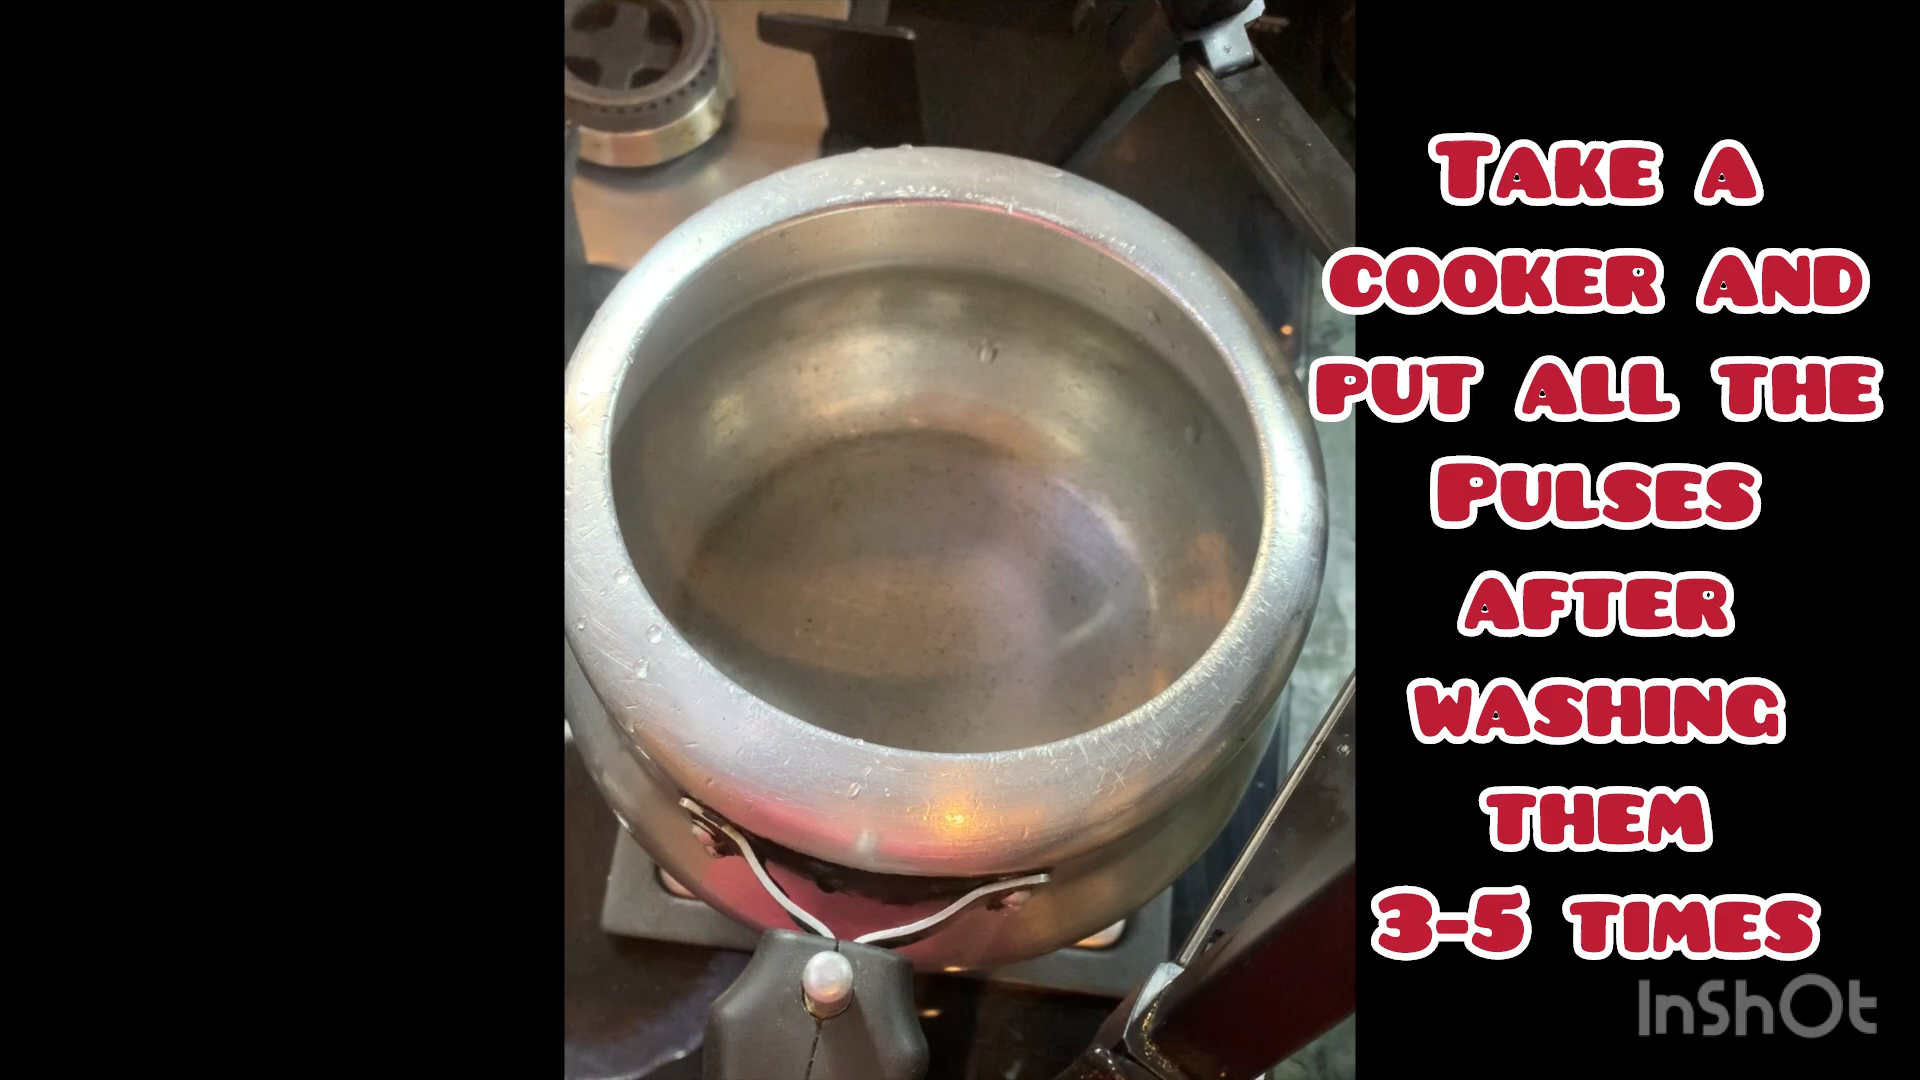 Take a
cooker and
put all the
Pulses
after
washing
them
3-5 times
InShOt